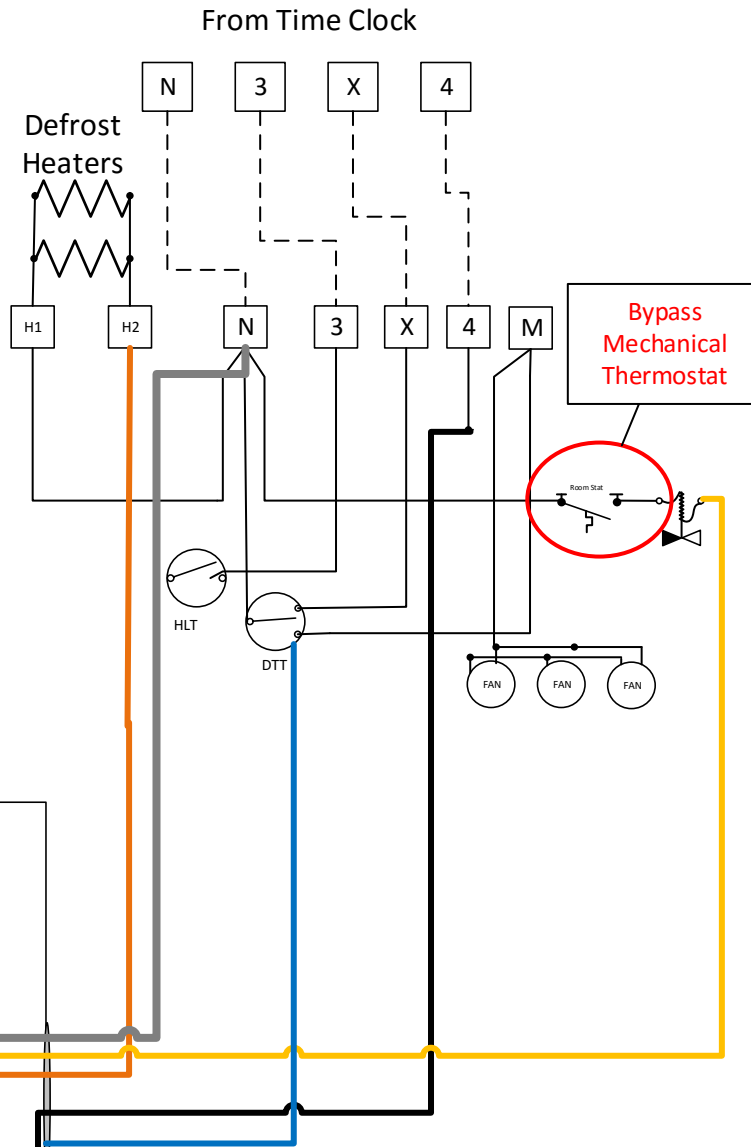 From Time Clock
N
3
X
4
Defrost
Heaters
H1
H2
N
3
X
4
M
Bypass
Mechanical
Thermostat
Room Stat
HLT
DTT
FAN
FAN
FAN